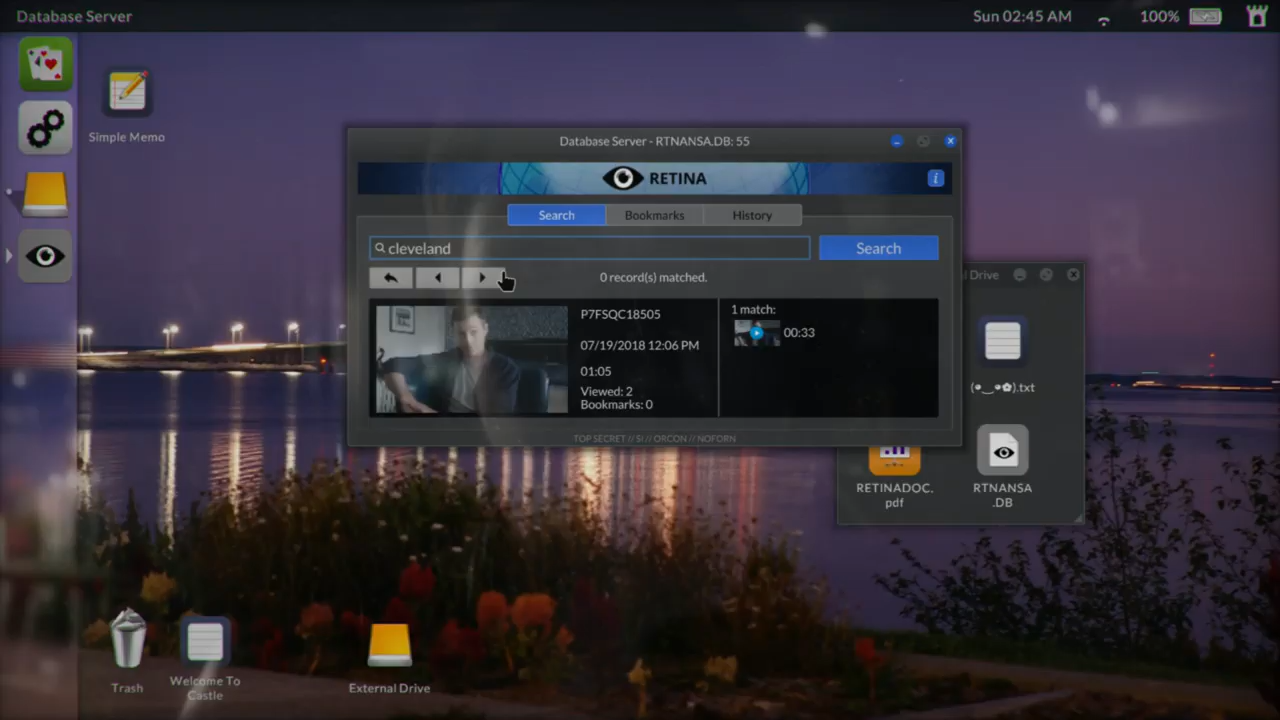 Database Server
Sun 02:45 AM
100%
Simple Memo
Database Server - RTNANSA.DB: 55
RETINA
i
Search
Bookmarks
History
cleveland
Search
0 record(s) matched.
P7FSQC18505
07/19/2018 12:06 PM
01:05
Viewed: 2
Bookmarks: 0
1 match:
00:33
TOP SECRET // SI // ORCON // NOFORN
l Drive
(●‿●✿).txt
RETINADOC.
pdf
RTNANSA
.DB
Trash
Welcome To
Castle
External Drive